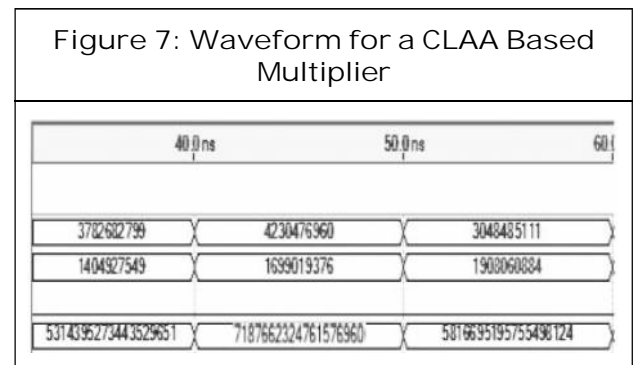 Figure 7: Waveform for a CLAA Based
Multiplier
40.0ns 50.0ns 60.
3782682799 4230476960 3048485111
1404927549 1699019376 1908060884
5314395273443529651 7187662324761576960 5816695195755498124